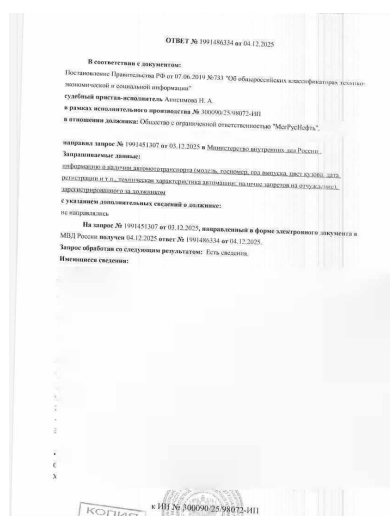 ОТВЕТ № 1991486334 от 04.12.2025
В соответствии с документом:
Постановление Правительства РФ от 07.06.2019 №733 "Об общероссийских классификаторах технико-
экономической и социальной информации"
судебный пристав-исполнитель Анисимова Н. А.
в рамках исполнительного производства № 300090/25/98072-ИП
в отношении должника: Общество с ограниченной ответственностью "МегРусНефть",
направил запрос № 1991451307 от 03.12.2025 в Министерство внутренних дел России.
Запрашиваемые данные:
информацию о наличии автомототранспорта (модель, госномер, год выпуска, цвет кузова, дата
регистрации и т.п., технические характеристики автомашин, наличие запретов на отчуждение),
зарегистрированного за должником
с указанием дополнительных сведений о должнике:
не направлялись
На запрос № 1991451307 от 03.12.2025, направленный в форме электронного документа в
МВД России получен 04.12.2025 ответ № 1991486334 от 04.12.2025.
Запрос обработан со следующим результатом: Есть сведения.
Имеющиеся сведения:
к ИП № 300090/25/98072-ИП
КОПИЯ